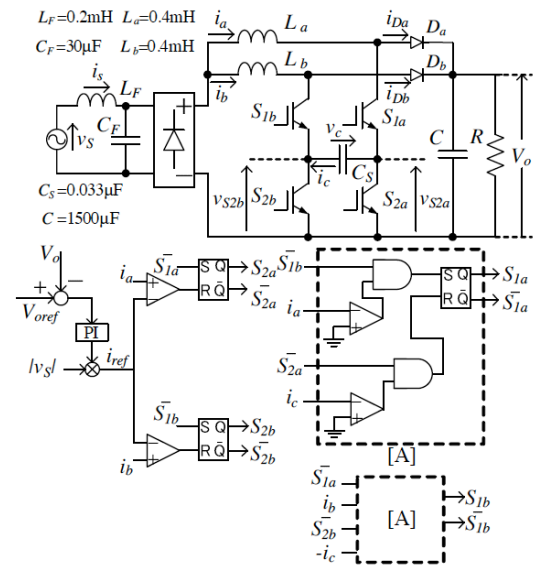 L_F=0.2mH L_a=0.4mH
C_F=30μF L_b=0.4mH
i_a
L_a
i_Da
D_a
i_b
L_b
i_Db
D_b
i_s
L_F
C_F
v_S
+
−
S_1b
S_1a
v_c
i_c
C_S
C
R
V_o
v_S2b
S_2b
S_2a
v_S2a
C_S=0.033μF
C=1500μF
V_o
+
−
V_oref
PI
|v_S|
i_ref
i_a
+
−
S̄_1a
S Q
R Q̄
S_2a
S̄_2a
S̄_1b
S Q
R Q̄
S_2b
S̄_2b
−
+
i_b
S̄_1b
i_a
−
+
S̄_2a
i_c
−
+
S Q
R Q̄
S_1a
S̄_1a
[A]
S̄_1a
i_b
S̄_2b
-i_c
[A]
S_1b
S̄_1b